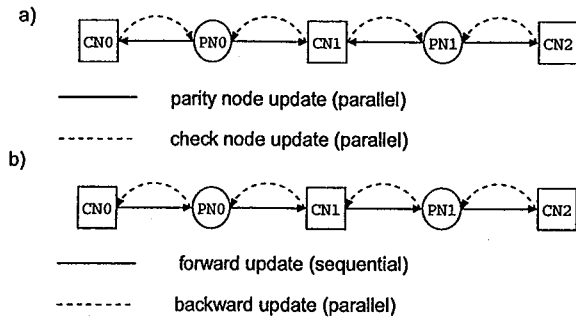 a)
CN0 PN0 CN1 PN1 CN2
parity node update (parallel)
check node update (parallel)
b)
CN0 PN0 CN1 PN1 CN2
forward update (sequential)
backward update (parallel)